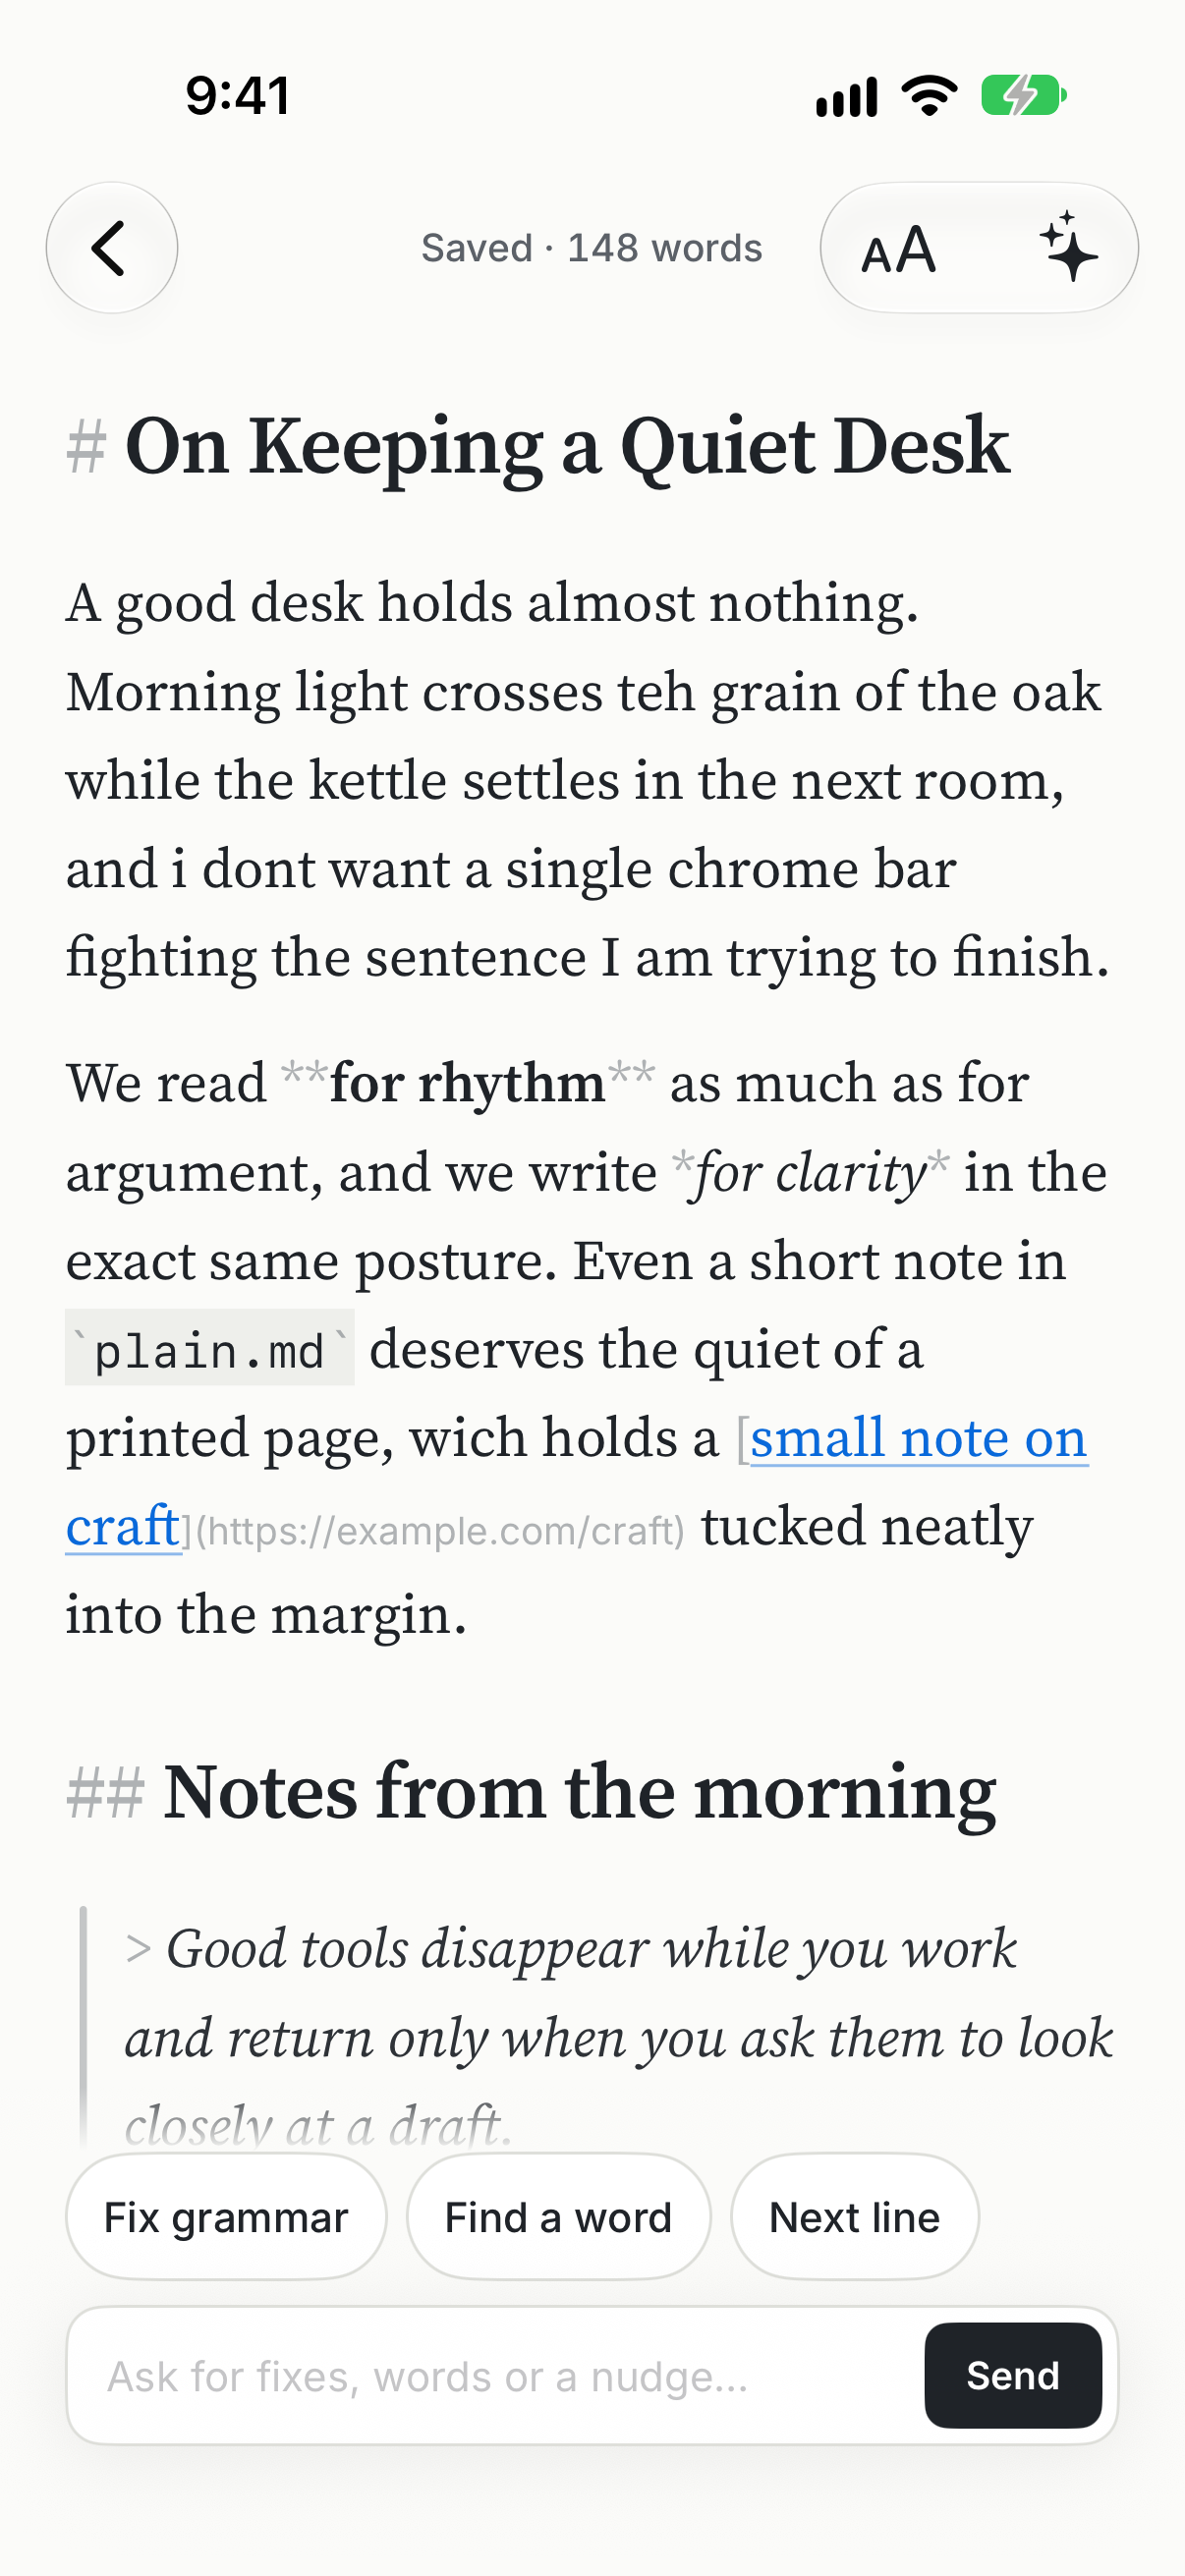 9:41
Saved · 148 words
AA
# On Keeping a Quiet Desk
A good desk holds almost nothing.
Morning light crosses teh grain of the oak
while the kettle settles in the next room,
and i dont want a single chrome bar
fighting the sentence I am trying to finish.
We read **for rhythm** as much as for
argument, and we write *for clarity* in the
exact same posture. Even a short note in
`plain.md` deserves the quiet of a
printed page, wich holds a [small note on
craft](https://example.com/craft) tucked neatly
into the margin.
## Notes from the morning
> Good tools disappear while you work
and return only when you ask them to look
closely at a draft.
Fix grammar Find a word Next line
Ask for fixes, words or a nudge... Send